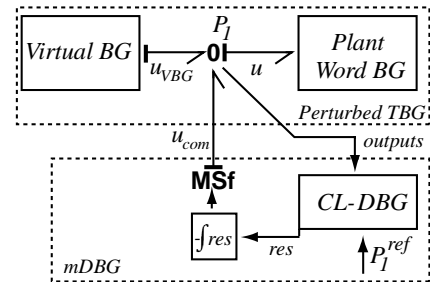 P1
Virtual BG
0
Plant
Word BG
uVBG
u
Perturbed TBG
ucom
outputs
MSf
CL-DBG
-∫res
res
P1ref
mDBG